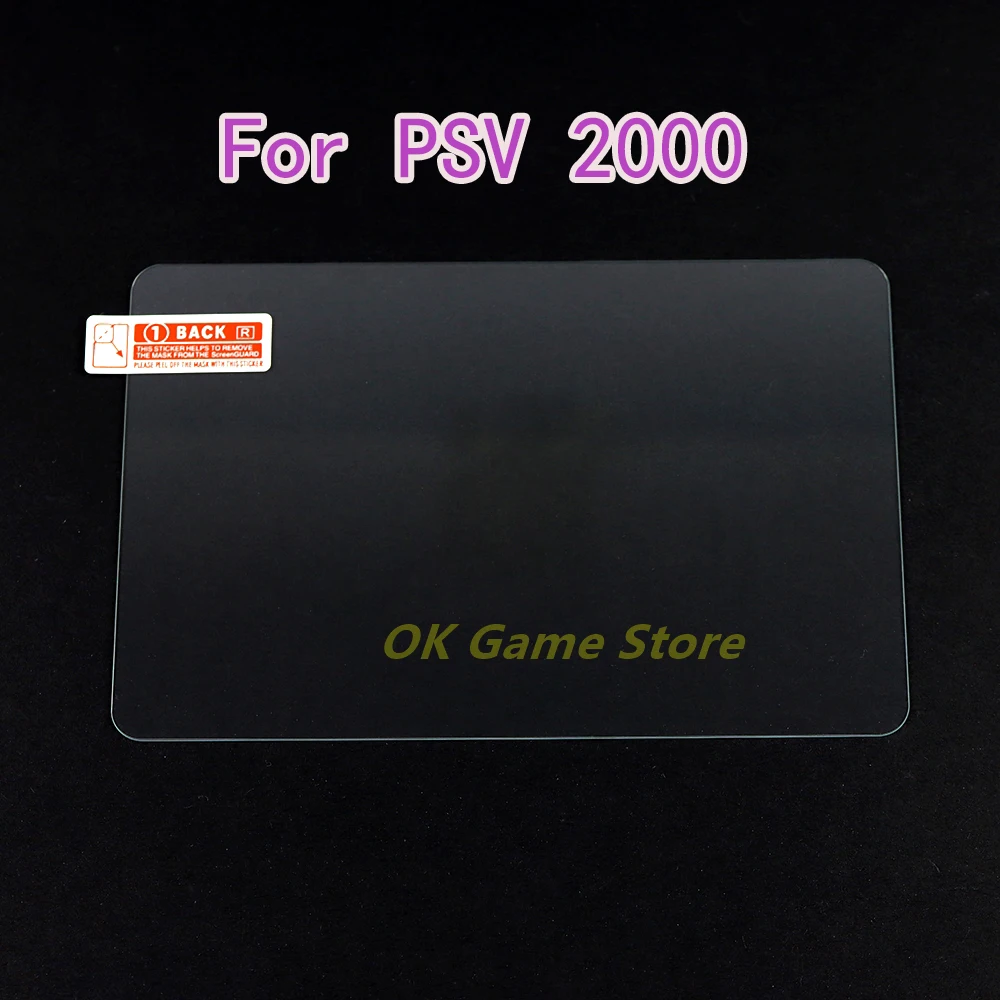 For PSV 2000
1 BACK R
THIS STICKER HELPS TO REMOVE
THE MASK FROM THE ScreenGUARD
PLEASE PEEL OFF THE MASK WITH THIS STICKER
OK Game Store